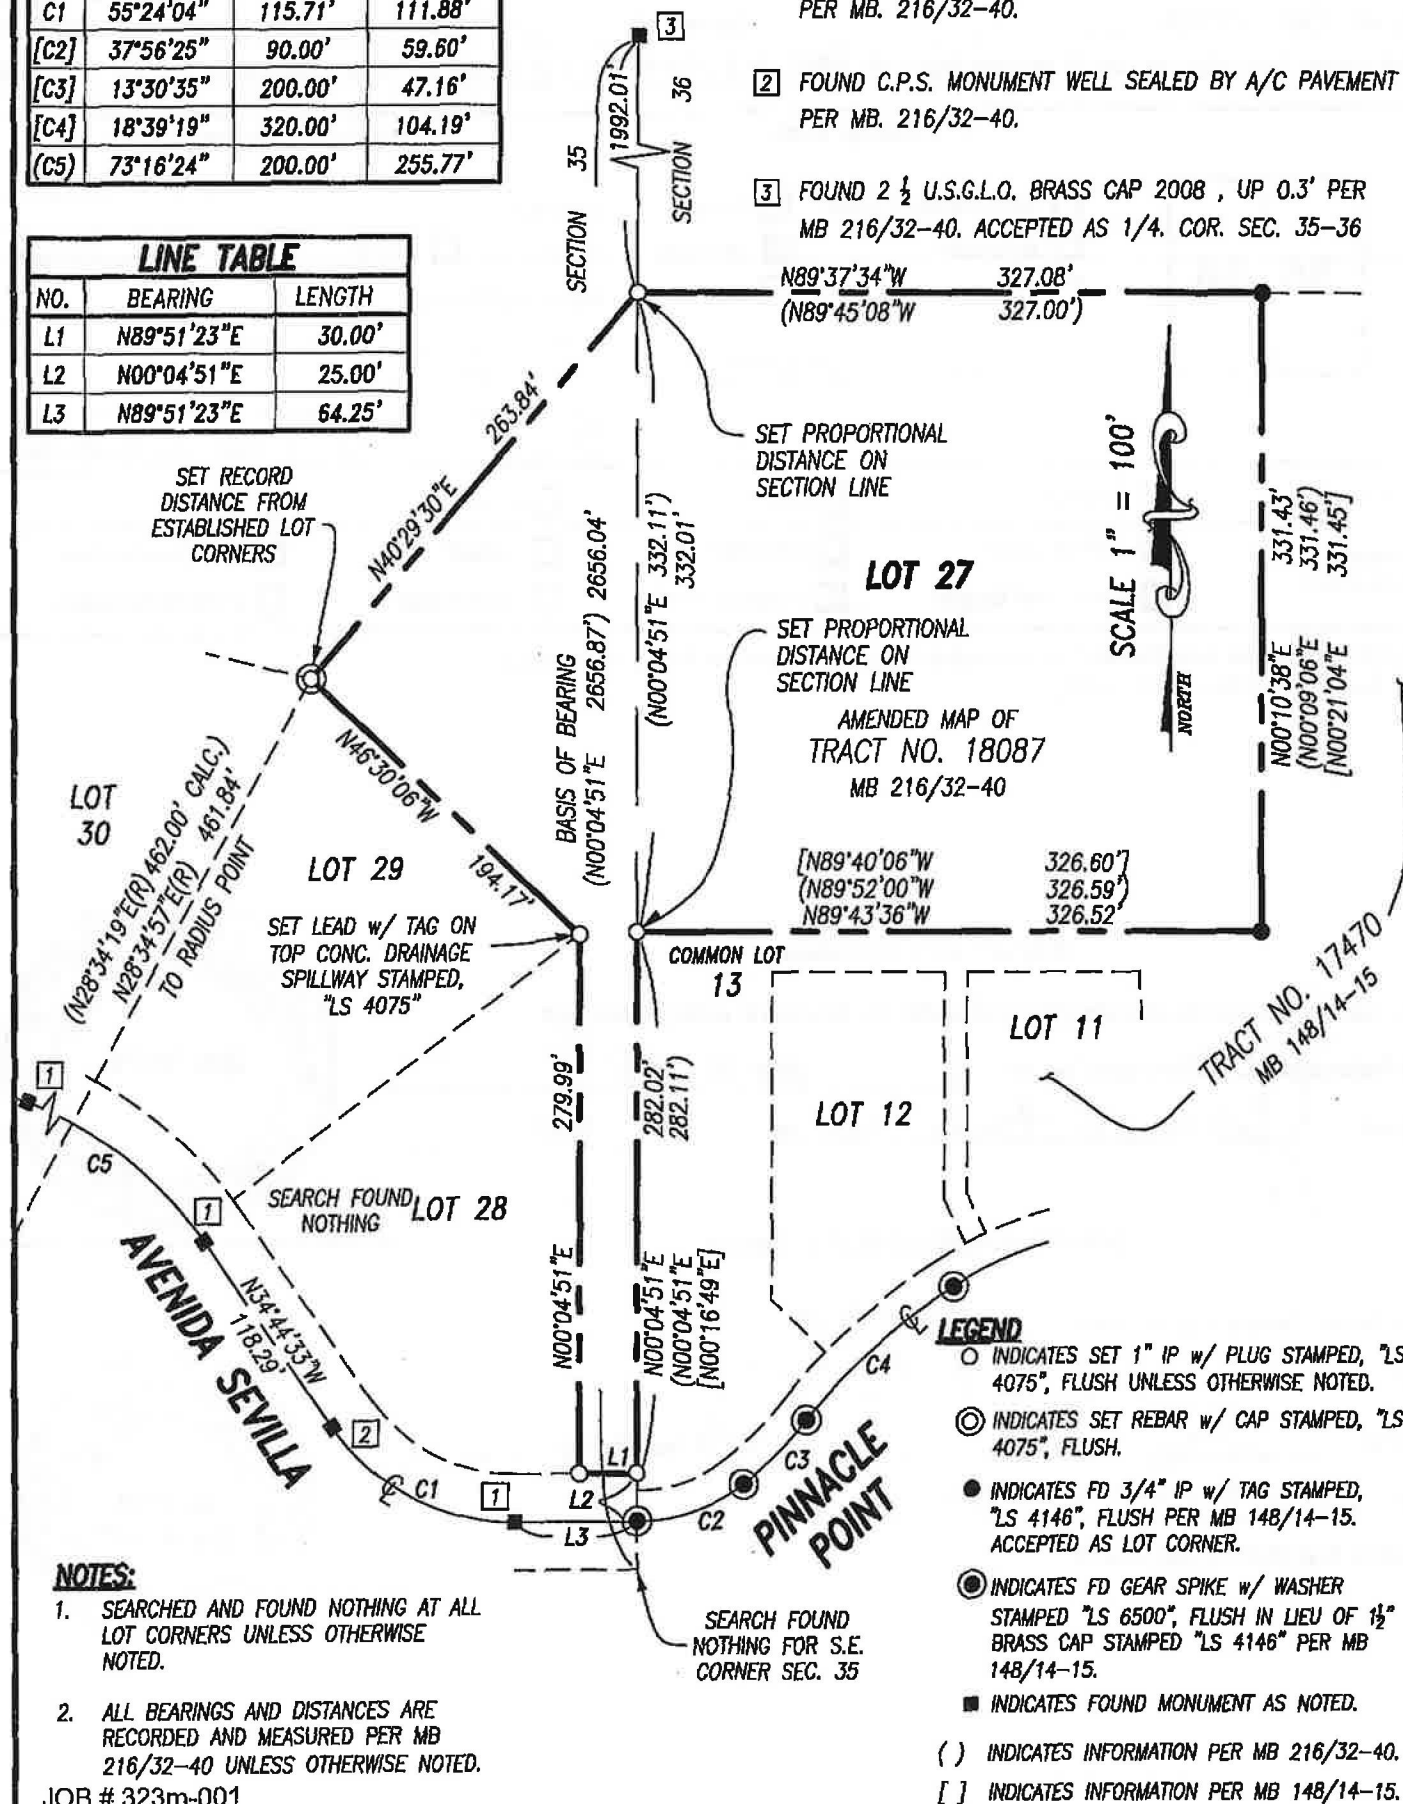 C1 55°24'04" 115.71' 111.88'
[C2] 37°56'25" 90.00' 59.60'
[C3] 13°30'35" 200.00' 47.16'
[C4] 18°39'19" 320.00' 104.19'
(C5) 73°16'24" 200.00' 255.77'
LINE TABLE
NO. BEARING LENGTH
L1 N89°51'23"E 30.00'
L2 N00°04'51"E 25.00'
L3 N89°51'23"E 64.25'
PER MB. 216/32-40.
2 FOUND C.P.S. MONUMENT WELL SEALED BY A/C PAVEMENT
PER MB. 216/32-40.
3 FOUND 2 ½ U.S.G.L.O. BRASS CAP 2008 , UP 0.3' PER
MB 216/32-40. ACCEPTED AS 1/4. COR. SEC. 35-36
3
1992.01'
SECTION 35
SECTION 36
N89°37'34"W 327.08'
(N89°45'08"W 327.00')
263.84'
N40°29'30"E
SET RECORD
DISTANCE FROM
ESTABLISHED LOT
CORNERS
SET PROPORTIONAL
DISTANCE ON
SECTION LINE
SCALE 1" = 100'
NORTH
331.43'
331.46')
331.45']
N00°10'38"E
(N00°09'06"E
[N00°21'04"E
LOT 27
SET PROPORTIONAL
DISTANCE ON
SECTION LINE
AMENDED MAP OF
TRACT NO. 18087
MB 216/32-40
BASIS OF BEARING
(N00°04'51"E 2656.87') 2656.04'
(N00°04'51"E 332.11')
332.01'
N46°30'06"W
194.17'
LOT
30
(N28°34'19"E(R) 462.00' CALC.)
N28°34'57"E(R) 461.84'
TO RADIUS POINT
LOT 29
SET LEAD w/ TAG ON
TOP CONC. DRAINAGE
SPILLWAY STAMPED,
"LS 4075"
[N89°40'06"W 326.60']
(N89°52'00"W 326.59')
N89°43'36"W 326.52'
COMMON LOT
13
LOT 11
LOT 12
TRACT NO. 17470
MB 148/14-15
279.99'
282.02'
282.11')
N00°04'51"E
N00°04'51"E
(N00°04'51"E
[N00°16'49"E]
1
C5
1
SEARCH FOUND
NOTHING
LOT 28
AVENIDA SEVILLA
N34°44'33"W
118.29'
2
C1
1
L1
L2
L3
C2
C3
C4
PINNACLE
POINT
SEARCH FOUND
NOTHING FOR S.E.
CORNER SEC. 35
LEGEND
INDICATES SET 1" IP w/ PLUG STAMPED, "LS
4075", FLUSH UNLESS OTHERWISE NOTED.
INDICATES SET REBAR w/ CAP STAMPED, "LS
4075", FLUSH.
INDICATES FD 3/4" IP w/ TAG STAMPED,
"LS 4146", FLUSH PER MB 148/14-15.
ACCEPTED AS LOT CORNER.
INDICATES FD GEAR SPIKE w/ WASHER
STAMPED "LS 6500", FLUSH IN LIEU OF 1½"
BRASS CAP STAMPED "LS 4146" PER MB
148/14-15.
INDICATES FOUND MONUMENT AS NOTED.
( ) INDICATES INFORMATION PER MB 216/32-40.
[ ] INDICATES INFORMATION PER MB 148/14-15.
NOTES:
1. SEARCHED AND FOUND NOTHING AT ALL
LOT CORNERS UNLESS OTHERWISE
NOTED.
2. ALL BEARINGS AND DISTANCES ARE
RECORDED AND MEASURED PER MB
216/32-40 UNLESS OTHERWISE NOTED.
JOB # 323m-001